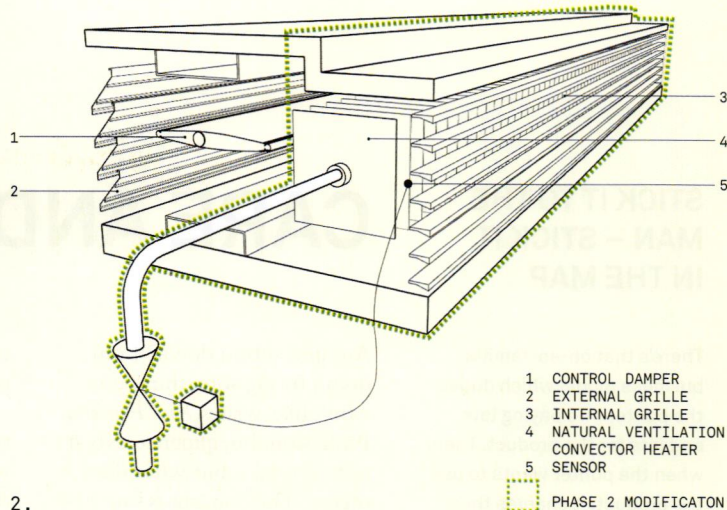 1
2
3
4
5
1 CONTROL DAMPER
2 EXTERNAL GRILLE
3 INTERNAL GRILLE
4 NATURAL VENTILATION
CONVECTOR HEATER
5 SENSOR
PHASE 2 MODIFICATON
2.